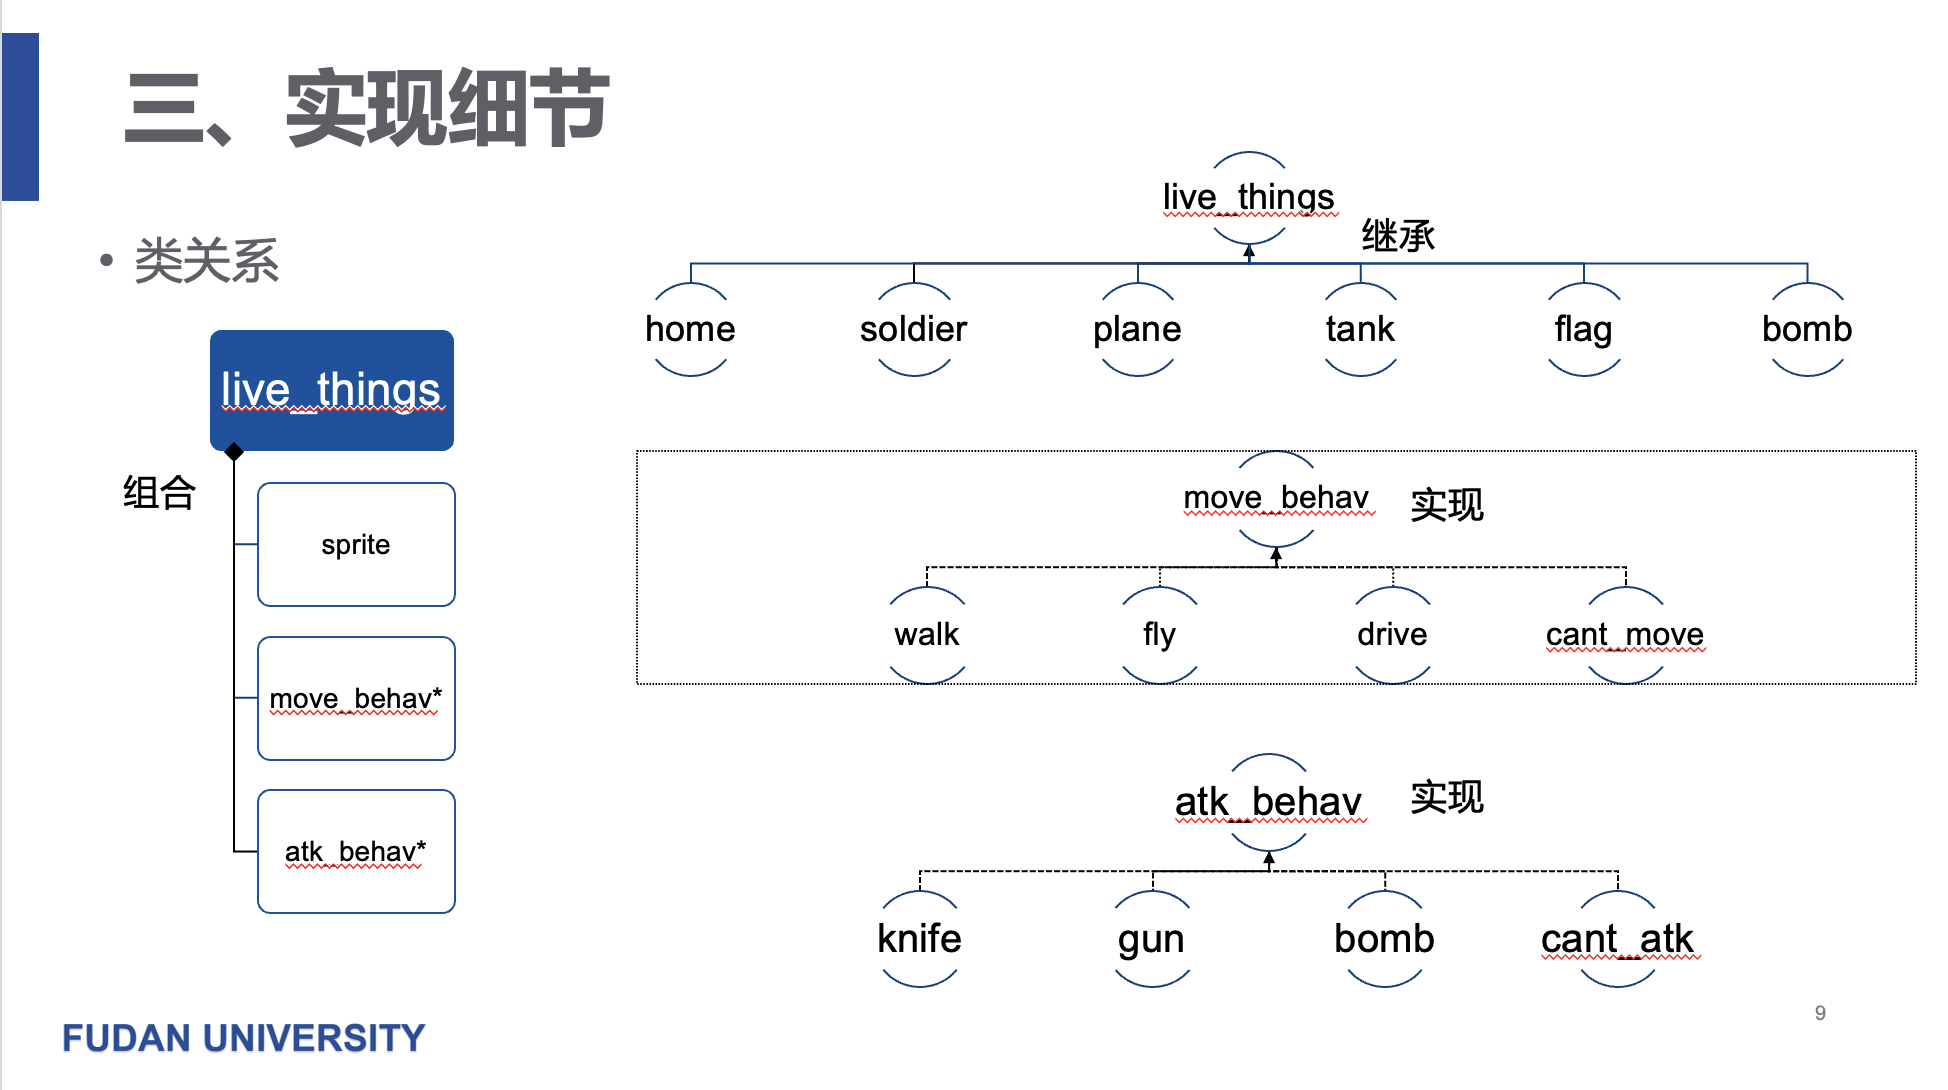 三、实现细节
• 类关系
live_things
组合
sprite
move_behav*
atk_behav*
live_things
继承
home soldier plane tank flag bomb
move_behav 实现
walk fly drive cant_move
atk_behav 实现
knife gun bomb cant_atk
FUDAN UNIVERSITY
9